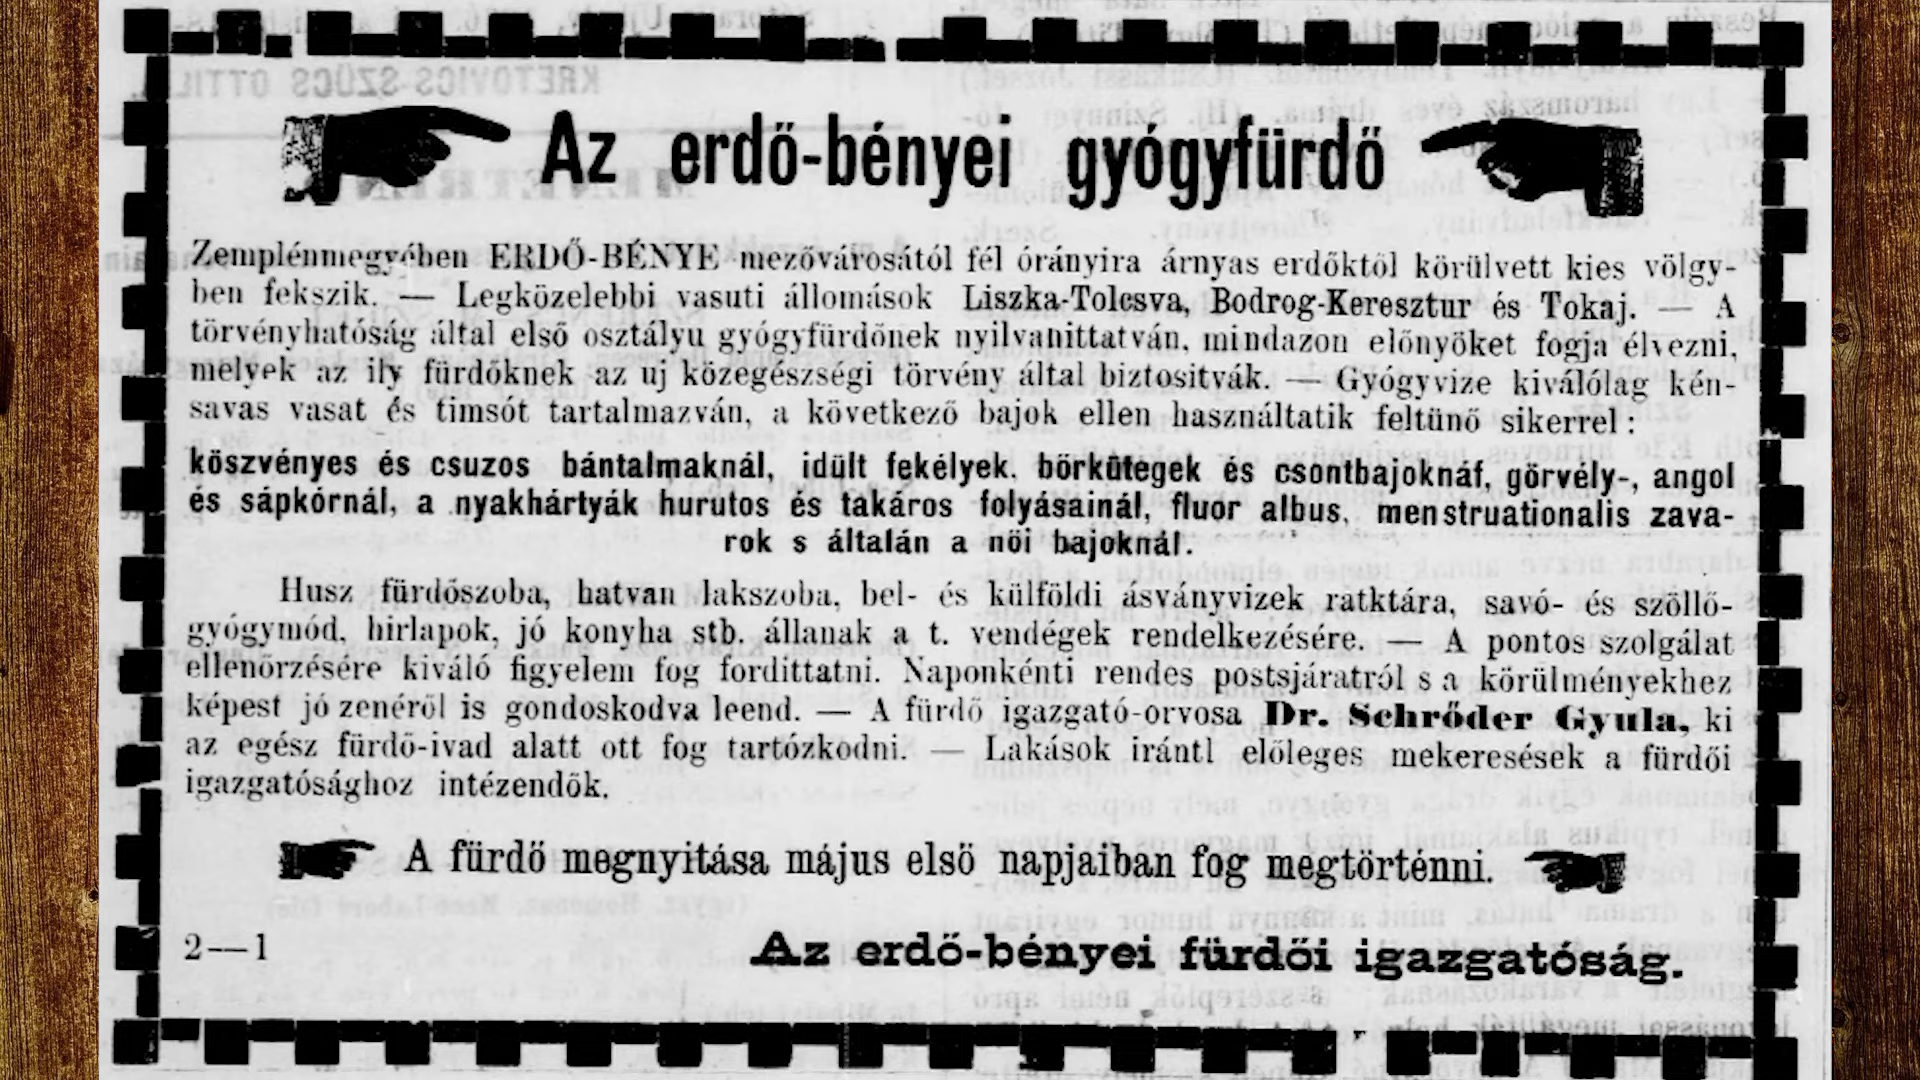 Az erdő-bényei gyógyfürdő
Zemplénmegyében ERDŐ-BÉNYE mezővárosától fél órányira árnyas erdőktől körülvett kies völgy-
ben fekszik. — Legközelebbi vasuti állomások Liszka-Tolcsva, Bodrog-Keresztur és Tokaj. — A
törvényhatóság által első osztályu gyógyfürdőnek nyilvanittatván, mindazon előnyöket fogja élvezni,
melyek az ily fürdőknek az uj közegészségi törvény által biztositvák. — Gyógyvize kiválólag kén-
savas vasat és timsót tartalmazván, a következő bajok ellen használtatik feltünő sikerrel:
köszvényes és csuzos bántalmaknál, idült fekélyek, börkütegek és csontbajoknáf, görvély-, angol
és sápkórnál, a nyakhártyák hurutos és takáros folyásainál, fluor albus, menstruationalis zava-
rok s általán a nöi bajoknál.
Husz fürdőszoba, hatvan lakszoba, bel- és külföldi ásványvizek ratktára, savó- és szöllő-
gyógymód, hirlapok, jó konyha stb. állanak a t. vendégek rendelkezésére. — A pontos szolgálat
ellenőrzésére kiváló figyelem fog fordittatni. Naponkénti rendes postsjáratról s a körülményekhez
képest jó zenéről is gondoskodva leend. — A fürdő igazgató-orvosa Dr. Schrőder Gyula, ki
az egész fürdő-ivad alatt ott fog tartózkodni. — Lakások irántl előleges mekeresések a fürdői
igazgatósághoz intézendők.
A fürdő megnyitása május elsö napjaiban fog megtörténni.
2—1
Az erdő-bényei fürdői igazgatóság.